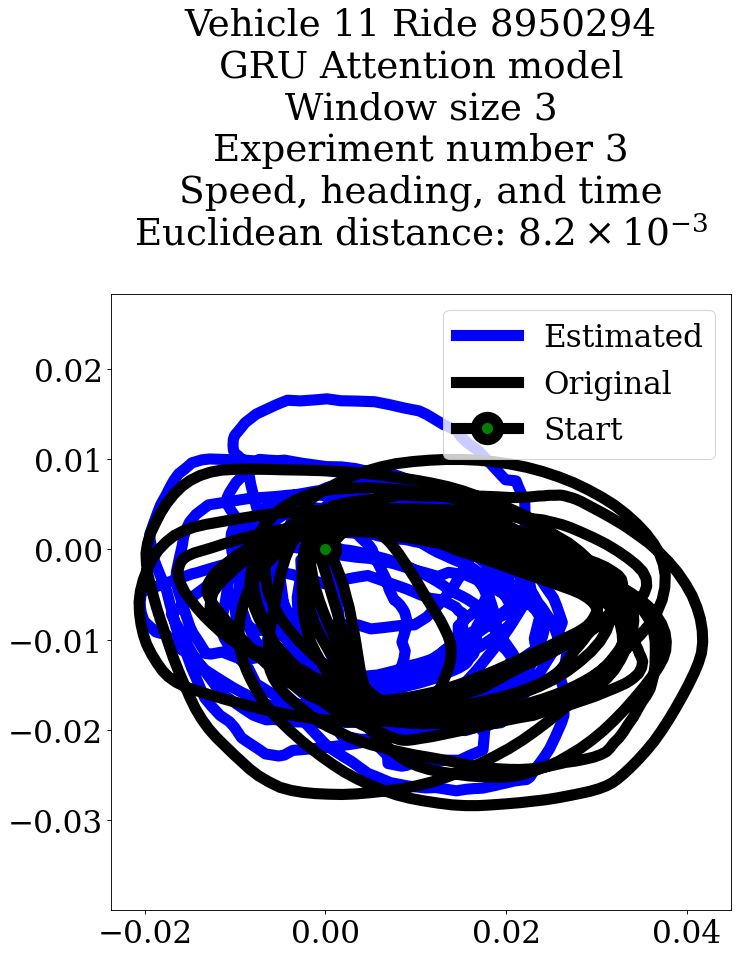 Vehicle 11 Ride 8950294
GRU Attention model
Window size 3
Experiment number 3
Speed, heading, and time
Euclidean distance: 8.2 × 10⁻³
Estimated
Original
Start
0.02
0.01
0.00
−0.01
−0.02
−0.03
−0.02 0.00 0.02 0.04